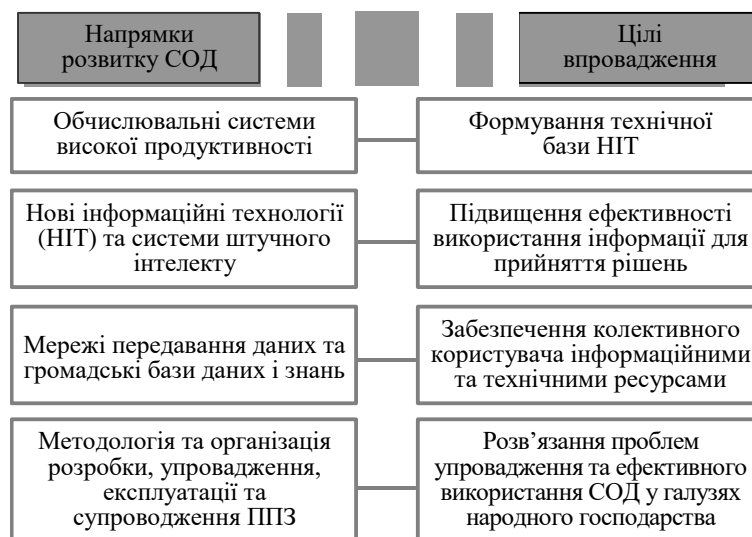 Напрямки
розвитку СОД
Цілі
впровадження
Обчислювальні системи
високої продуктивності
Формування технічної
бази НІТ
Нові інформаційні технології
(НІТ) та системи штучного
інтелекту
Підвищення ефективності
використання інформації для
прийняття рішень
Мережі передавання даних та
громадські бази даних і знань
Забезпечення колективного
користувача інформаційними
та технічними ресурсами
Методологія та організація
розробки, упровадження,
експлуатації та
супроводження ППЗ
Розв’язання проблем
упровадження та ефективного
використання СОД у галузях
народного господарства